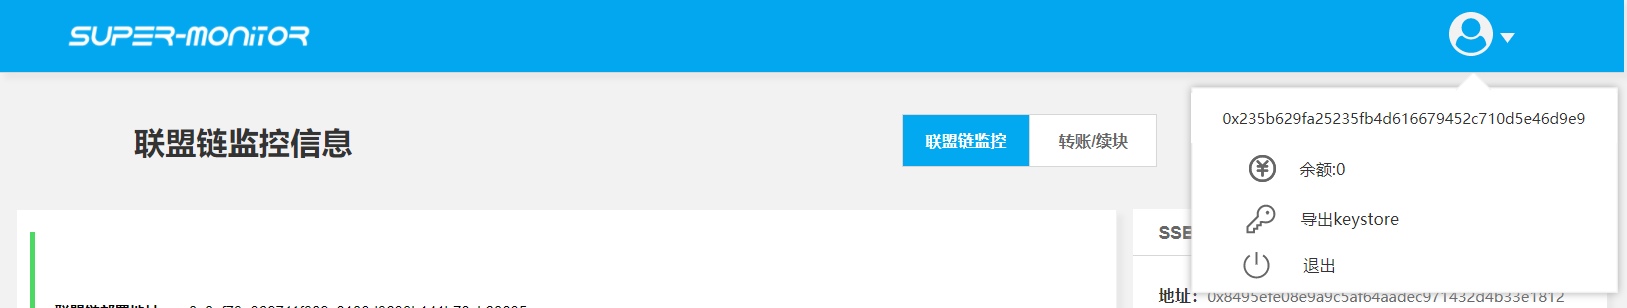 SUPER-MONITOR
0x235b629fa25235fb4d616679452c710d5e46d9e9
联盟链监控信息
联盟链监控
转账/续块
余额:0
导出keystore
退出
SSE
地址：0x8495efe08e9a9c5af64aadec971432d4b33e1812